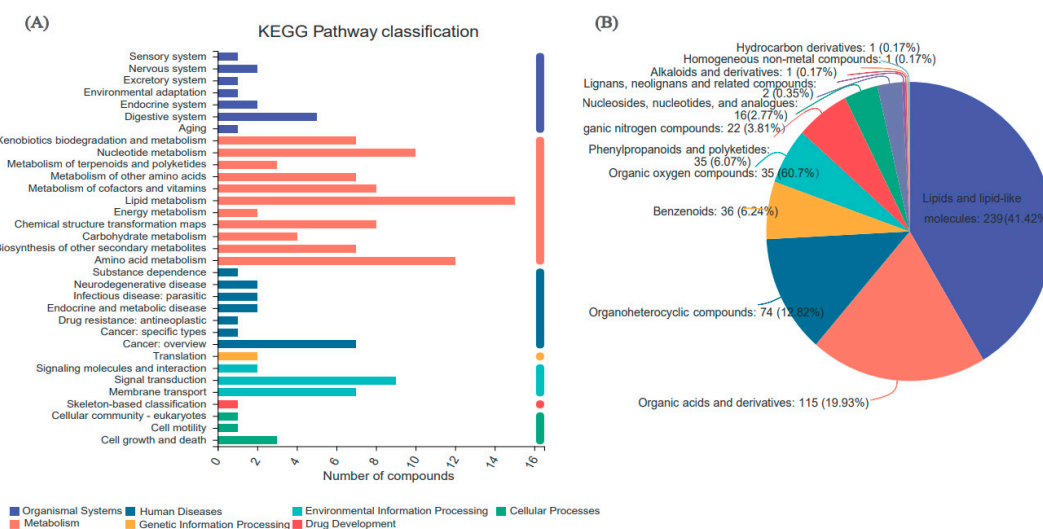 (A)
KEGG Pathway classification
Sensory system
Nervous system
Excretory system
Environmental adaptation
Endocrine system
Digestive system
Aging
Xenobiotics biodegradation and metabolism
Nucleotide metabolism
Metabolism of terpenoids and polyketides
Metabolism of other amino acids
Metabolism of cofactors and vitamins
Lipid metabolism
Energy metabolism
Chemical structure transformation maps
Carbohydrate metabolism
Biosynthesis of other secondary metabolites
Amino acid metabolism
Substance dependence
Neurodegenerative disease
Infectious disease: parasitic
Endocrine and metabolic disease
Drug resistance: antineoplastic
Cancer: specific types
Cancer: overview
Translation
Signaling molecules and interaction
Signal transduction
Membrane transport
Skeleton-based classification
Cellular community - eukaryotes
Cell motility
Cell growth and death
0 2 4 6 8 10 12 14 16
Number of compounds
Organismal Systems Human Diseases Environmental Information Processing Cellular Processes
Metabolism Genetic Information Processing Drug Development
(B)
Hydrocarbon derivatives: 1 (0.17%)
Homogeneous non-metal compounds: 1 (0.17%)
Alkaloids and derivatives: 1 (0.17%)
Lignans, neolignans and related compounds:
2 (0.35%)
Nucleosides, nucleotides, and analogues:
16(2.77%)
ganic nitrogen compounds: 22 (3.81%)
Phenylpropanoids and polyketides:
35 (6.07%)
Organic oxygen compounds: 35 (60.7%)
Benzenoids: 36 (6.24%)
Organoheterocyclic compounds: 74 (12.82%)
Organic acids and derivatives: 115 (19.93%)
Lipids and lipid-like
molecules: 239(41.42%